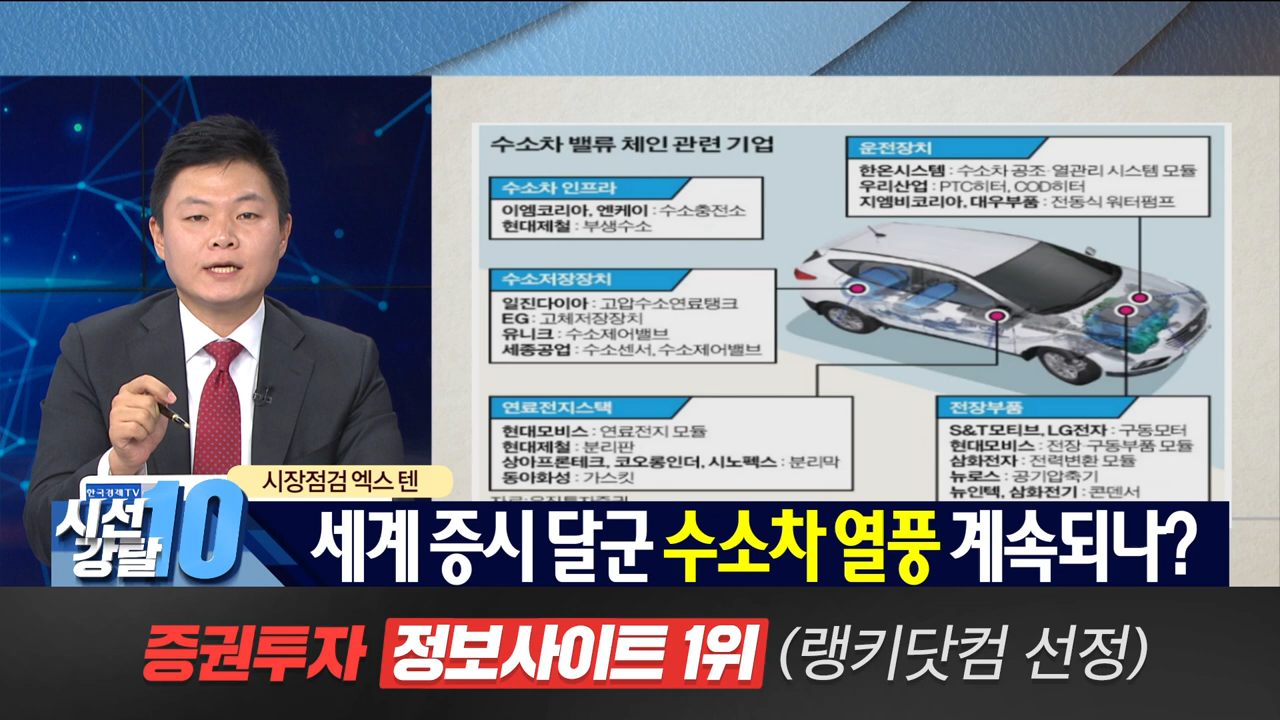 수소차 밸류 체인 관련 기업
수소차 인프라
이엠코리아, 엔케이 : 수소충전소
현대제철 : 부생수소
운전장치
한온시스템 : 수소차 공조·열관리 시스템 모듈
우리산업 : PTC히터, COD히터
지엠비코리아, 대우부품 : 전동식 워터펌프
수소저장장치
일진다이아 : 고압수소연료탱크
EG : 고체저장장치
유니크 : 수소제어밸브
세종공업 : 수소센서, 수소제어밸브
연료전지스택
현대모비스 : 연료전지 모듈
현대제철 : 분리판
상아프론테크, 코오롱인더, 시노펙스 : 분리막
동아화성 : 가스킷
자료:유진투자증권
전장부품
S&T모티브, LG전자 : 구동모터
현대모비스 : 전장·구동부품 모듈
삼화전자 : 전력변환 모듈
뉴로스 : 공기압축기
뉴인텍, 삼화전기 : 콘덴서
시장점검 엑스 텐
한국경제TV
시선
강탈
10
세계 증시 달군 수소차 열풍 계속되나?
증권투자 정보사이트 1위 (랭키닷컴 선정)